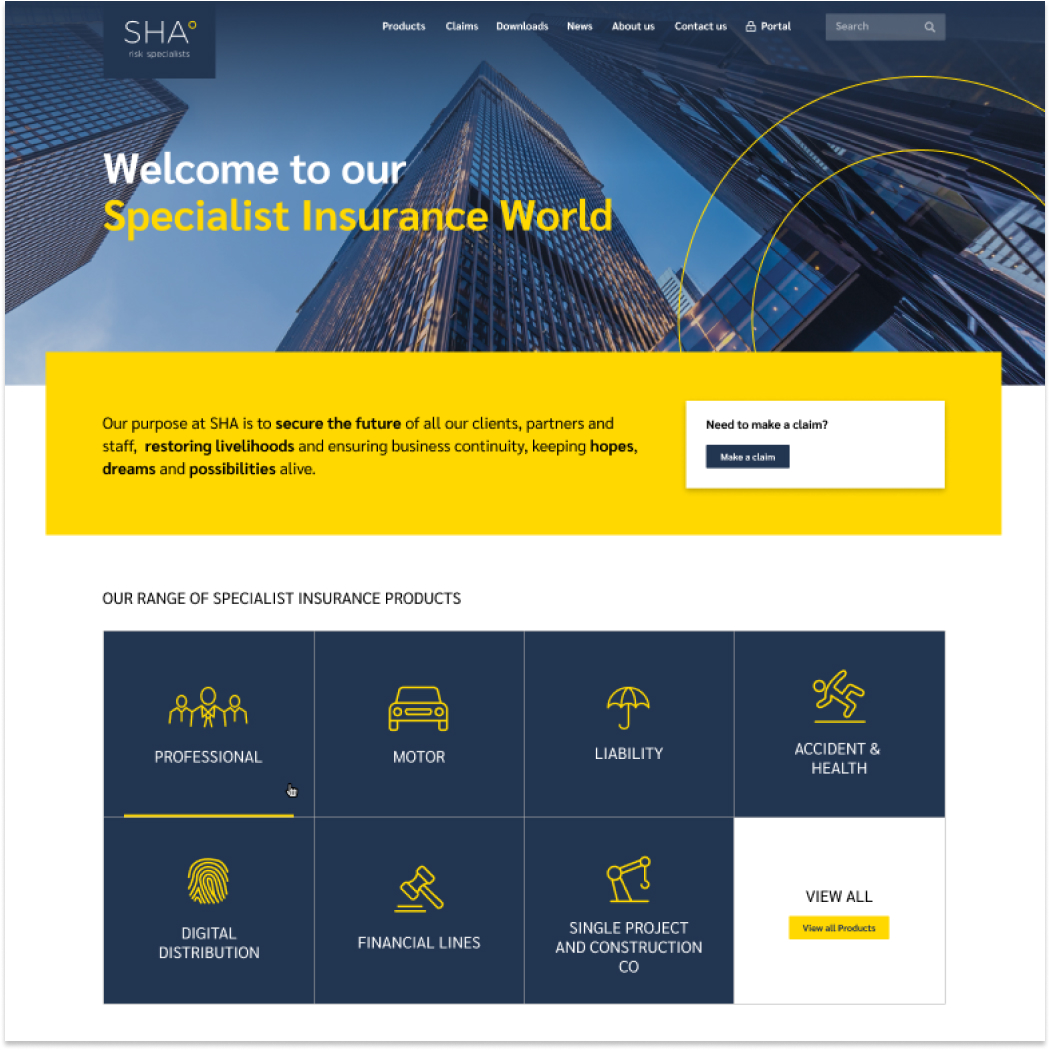 SHA°
risk specialists
Products Claims Downloads News About us Contact us Portal Search
Welcome to our
Specialist Insurance World
Our purpose at SHA is to secure the future of all our clients, partners and
staff, restoring livelihoods and ensuring business continuity, keeping hopes,
dreams and possibilities alive.
Need to make a claim?
Make a claim
OUR RANGE OF SPECIALIST INSURANCE PRODUCTS
PROFESSIONAL
MOTOR
LIABILITY
ACCIDENT &
HEALTH
DIGITAL
DISTRIBUTION
FINANCIAL LINES
SINGLE PROJECT
AND CONSTRUCTION
CO
VIEW ALL
View all Products